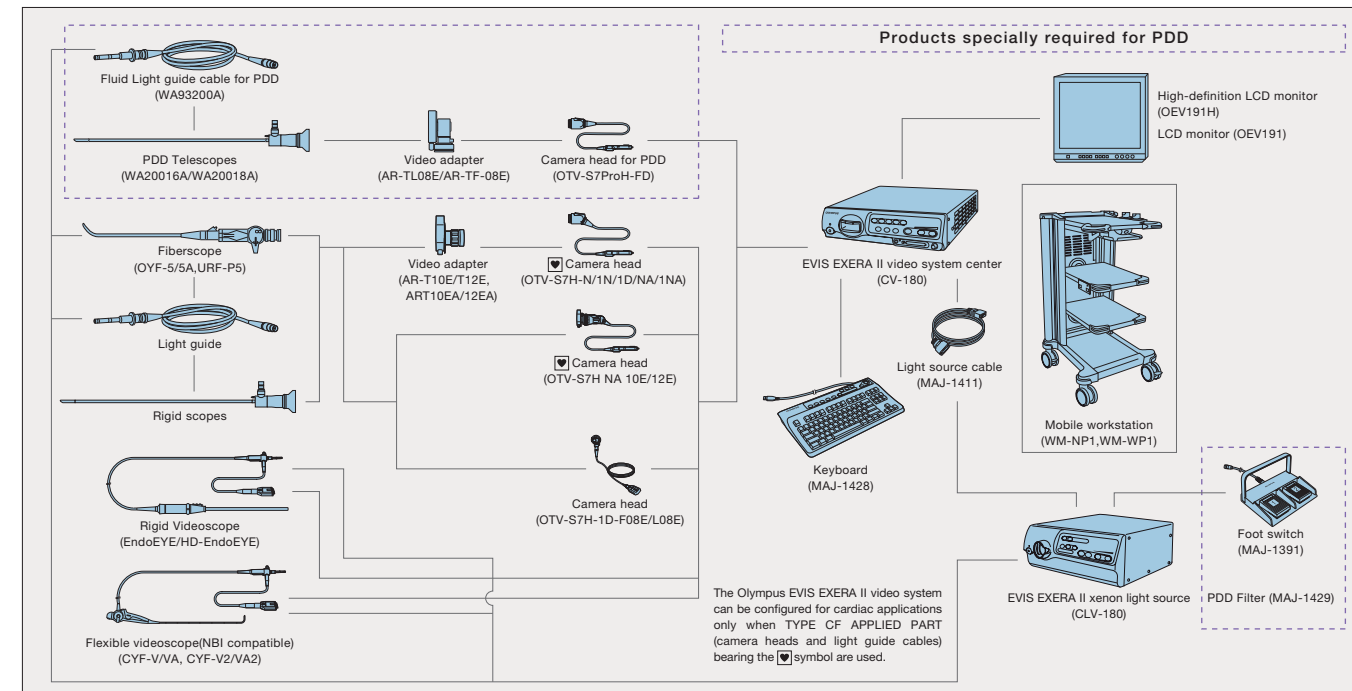 Products specially required for PDD
Fluid Light guide cable for PDD
(WA93200A)
PDD Telescopes
(WA20016A/WA20018A)
Video adapter
(AR-TL08E/AR-TF-08E)
Camera head for PDD
(OTV-S7ProH-FD)
High-definition LCD monitor
(OEV191H)
LCD monitor (OEV191)
Fiberscope
(OYF-5/5A,URF-P5)
Video adapter
(AR-T10E/T12E,
ART10EA/12EA)
Camera head
(OTV-S7H-N/1N/1D/NA/1NA)
EVIS EXERA II video system center
(CV-180)
Light guide
Camera head
(OTV-S7H NA 10E/12E)
Light source cable
(MAJ-1411)
Rigid scopes
Mobile workstation
(WM-NP1,WM-WP1)
Keyboard
(MAJ-1428)
Camera head
(OTV-S7H-1D-F08E/L08E)
Rigid Videoscope
(EndoEYE/HD-EndoEYE)
Foot switch
(MAJ-1391)
PDD Filter (MAJ-1429)
EVIS EXERA II xenon light source
(CLV-180)
The Olympus EVIS EXERA II video system
can be configured for cardiac applications
only when TYPE CF APPLIED PART
(camera heads and light guide cables)
bearing the ♥ symbol are used.
Flexible videoscope(NBI compatible)
(CYF-V/VA, CYF-V2/VA2)